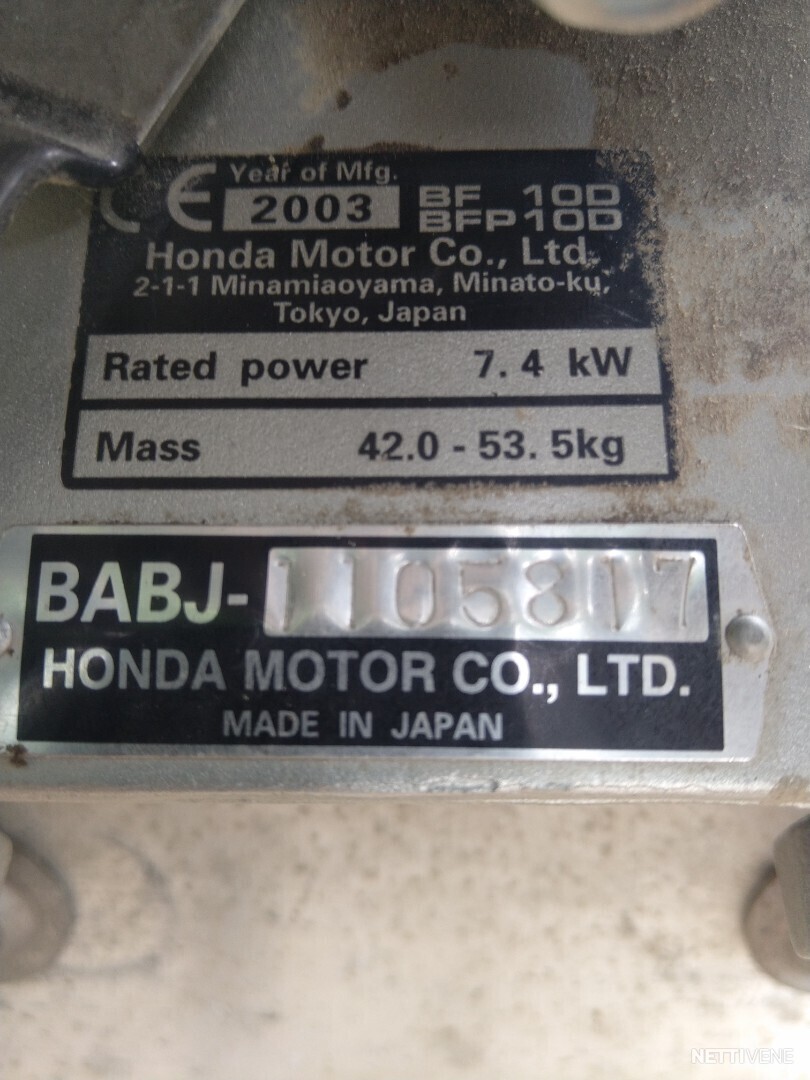 CE Year of Mfg.
2003 BF 10D
BFP10D
Honda Motor Co., Ltd.
2-1-1 Minamiaoyama, Minato-ku,
Tokyo, Japan
Rated power 7.4 kW
Mass 42.0 - 53.5kg
BABJ-1105817
HONDA MOTOR CO., LTD.
MADE IN JAPAN
NETTIVENE